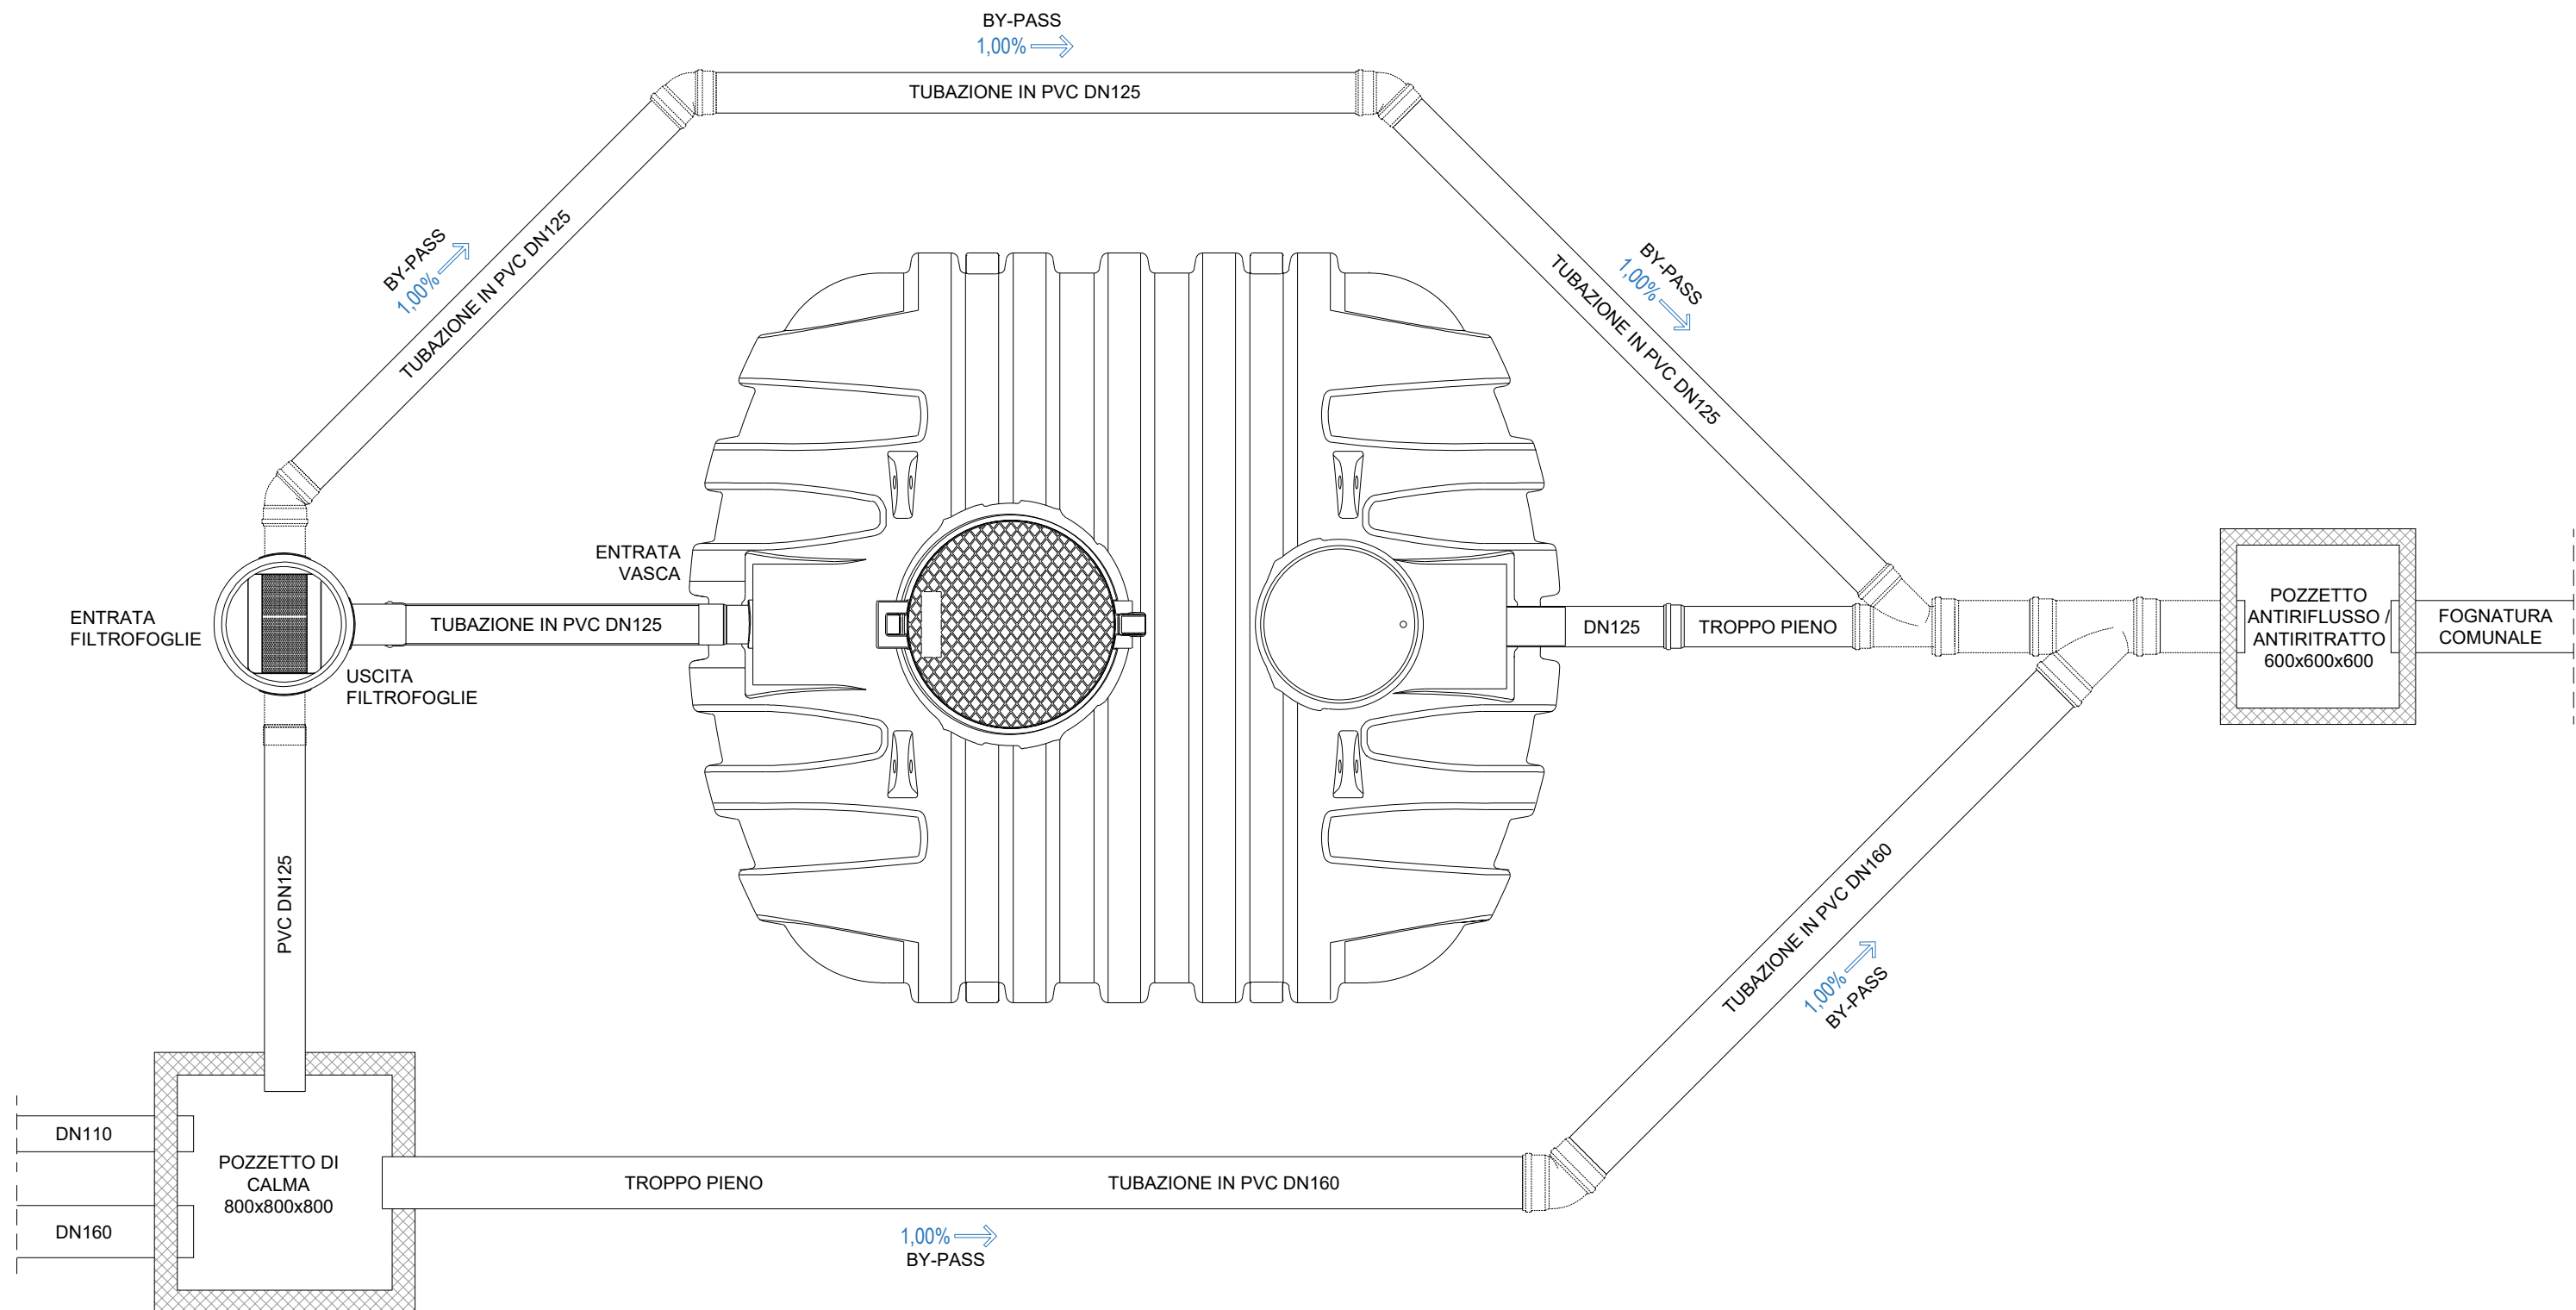 BY-PASS
1,00%
TUBAZIONE IN PVC DN125
BY-PASS
1,00%
TUBAZIONE IN PVC DN125
BY-PASS
1,00%
TUBAZIONE IN PVC DN125
ENTRATA
VASCA
ENTRATA
FILTROFOGLIE
TUBAZIONE IN PVC DN125
USCITA
FILTROFOGLIE
DN125
TROPPO PIENO
POZZETTO
ANTIRIFLUSSO /
ANTIRITRATTO
600x600x600
FOGNATURA
COMUNALE
PVC DN125
TUBAZIONE IN PVC DN160
1,00%
BY-PASS
DN110
POZZETTO DI
CALMA
800x800x800
DN160
TROPPO PIENO
TUBAZIONE IN PVC DN160
1,00%
BY-PASS